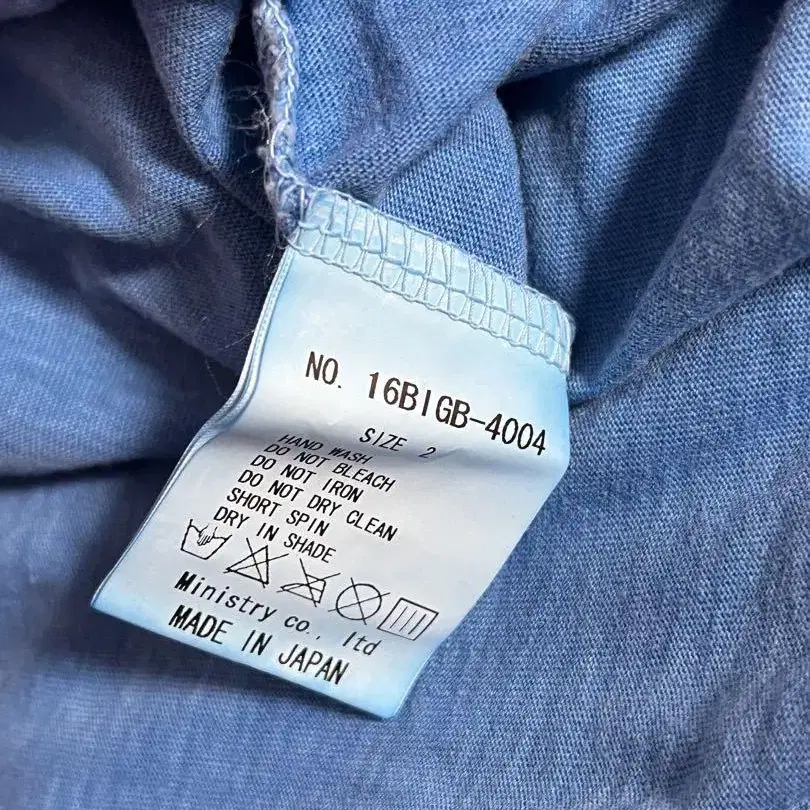 NO. 16BIGB-4004
SIZE 2
HAND WASH
DO NOT BLEACH
DO NOT IRON
DO NOT DRY CLEAN
SHORT SPIN
DRY IN SHADE
Ministry co., ltd
MADE IN JAPAN